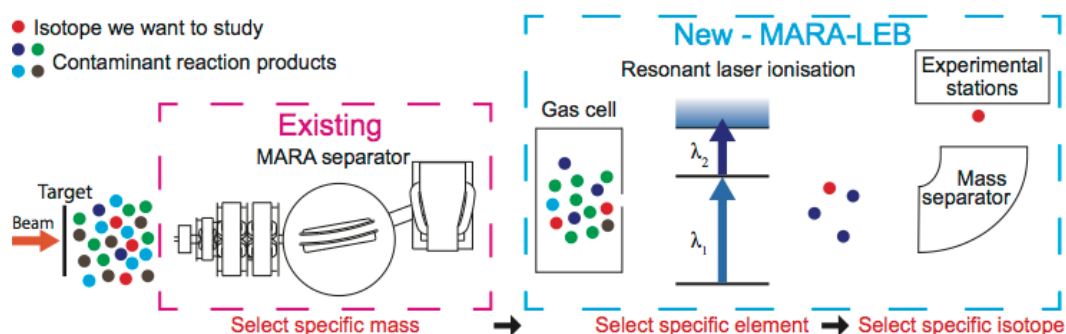 Isotope we want to study
Contaminant reaction products
Target
Beam
Existing
MARA separator
New - MARA-LEB
Resonant laser ionisation
Gas cell
λ₂
λ₁
Experimental
stations
Mass
separator
Select specific mass
Select specific element
Select specific isotope